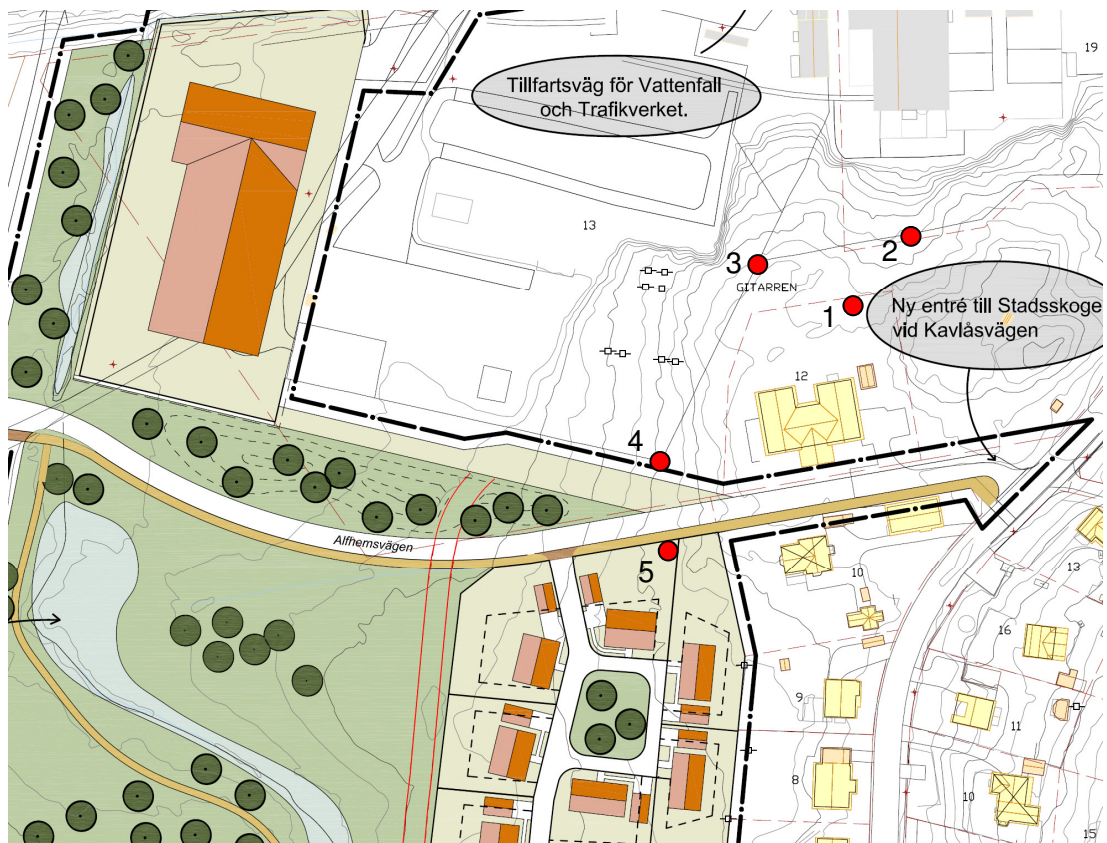 19
Tillfartsväg för Vattenfall
och Trafikverket.
13
2
3
GITARREN
1
Ny entré till Stadsskoge
vid Kavlåsvägen
12
4
Alfhemsvägen
5
10
13
16
9
11
8
10
15